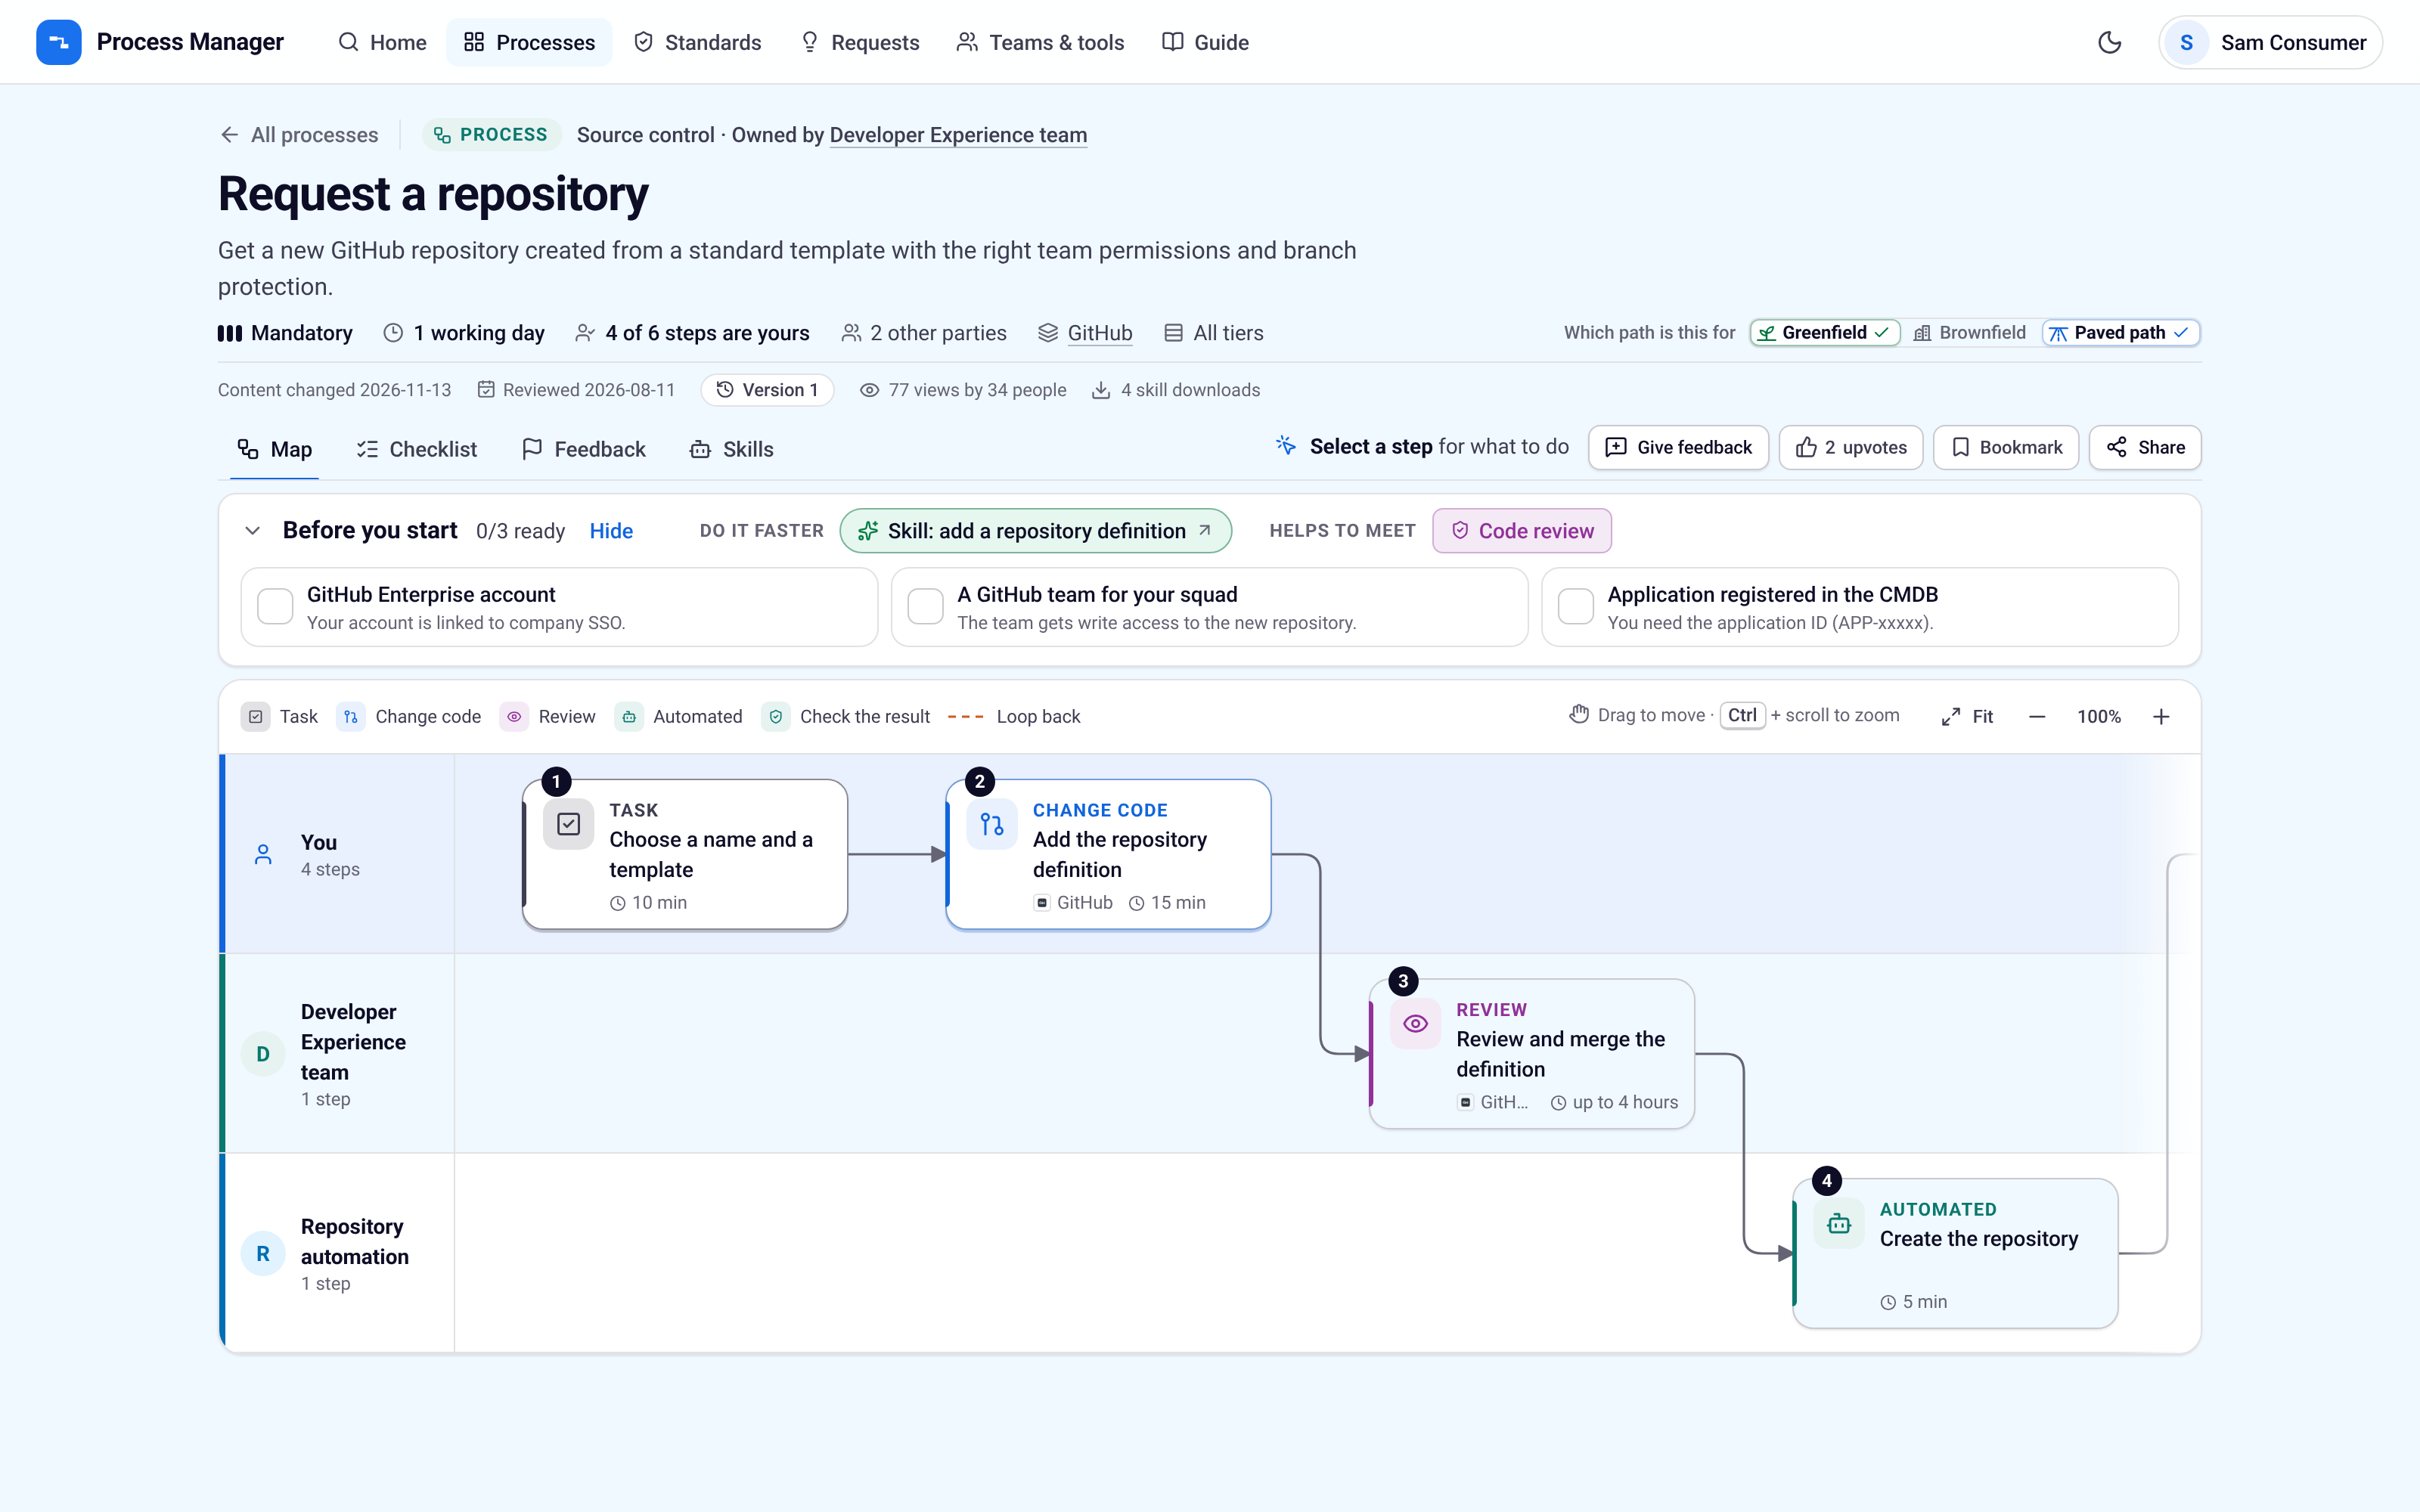 Process Manager
Home
Processes
Standards
Requests
Teams & tools
Guide
S
Sam Consumer
All processes
PROCESS
Source control · Owned by Developer Experience team
Request a repository
Get a new GitHub repository created from a standard template with the right team permissions and branch
protection.
Mandatory
1 working day
4 of 6 steps are yours
2 other parties
GitHub
All tiers
Which path is this for
Greenfield
Brownfield
Paved path
Content changed 2026-11-13
Reviewed 2026-08-11
Version 1
77 views by 34 people
4 skill downloads
Map
Checklist
Feedback
Skills
Select a step for what to do
Give feedback
2 upvotes
Bookmark
Share
Before you start
0/3 ready
Hide
DO IT FASTER
Skill: add a repository definition
HELPS TO MEET
Code review
GitHub Enterprise account
Your account is linked to company SSO.
A GitHub team for your squad
The team gets write access to the new repository.
Application registered in the CMDB
You need the application ID (APP-xxxxx).
Task
Change code
Review
Automated
Check the result
Loop back
Drag to move · Ctrl + scroll to zoom
Fit
100%
You
4 steps
1
TASK
Choose a name and a
template
10 min
2
CHANGE CODE
Add the repository
definition
GitHub
15 min
D
Developer
Experience
team
1 step
3
REVIEW
Review and merge the
definition
GitH...
up to 4 hours
R
Repository
automation
1 step
4
AUTOMATED
Create the repository
5 min